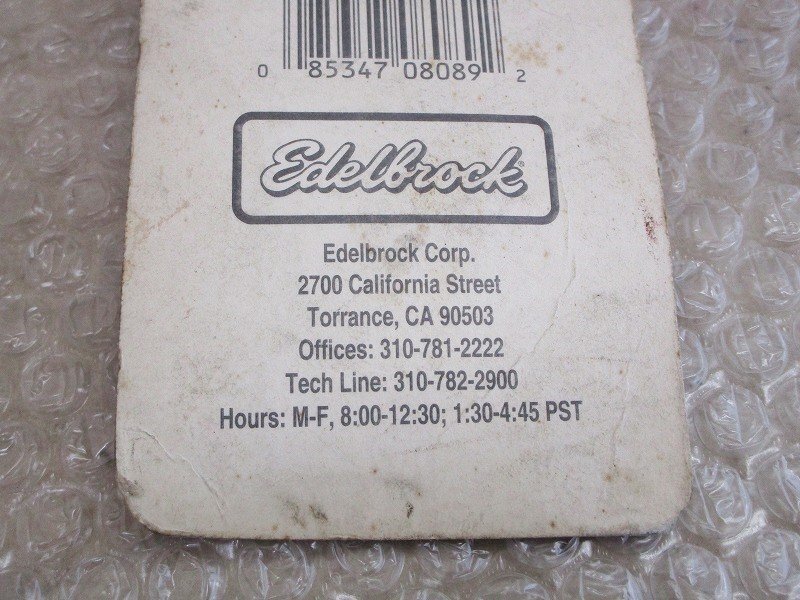 0 85347 08089 2
Edelbrock®
Edelbrock Corp.
2700 California Street
Torrance, CA 90503
Offices: 310-781-2222
Tech Line: 310-782-2900
Hours: M-F, 8:00-12:30; 1:30-4:45 PST